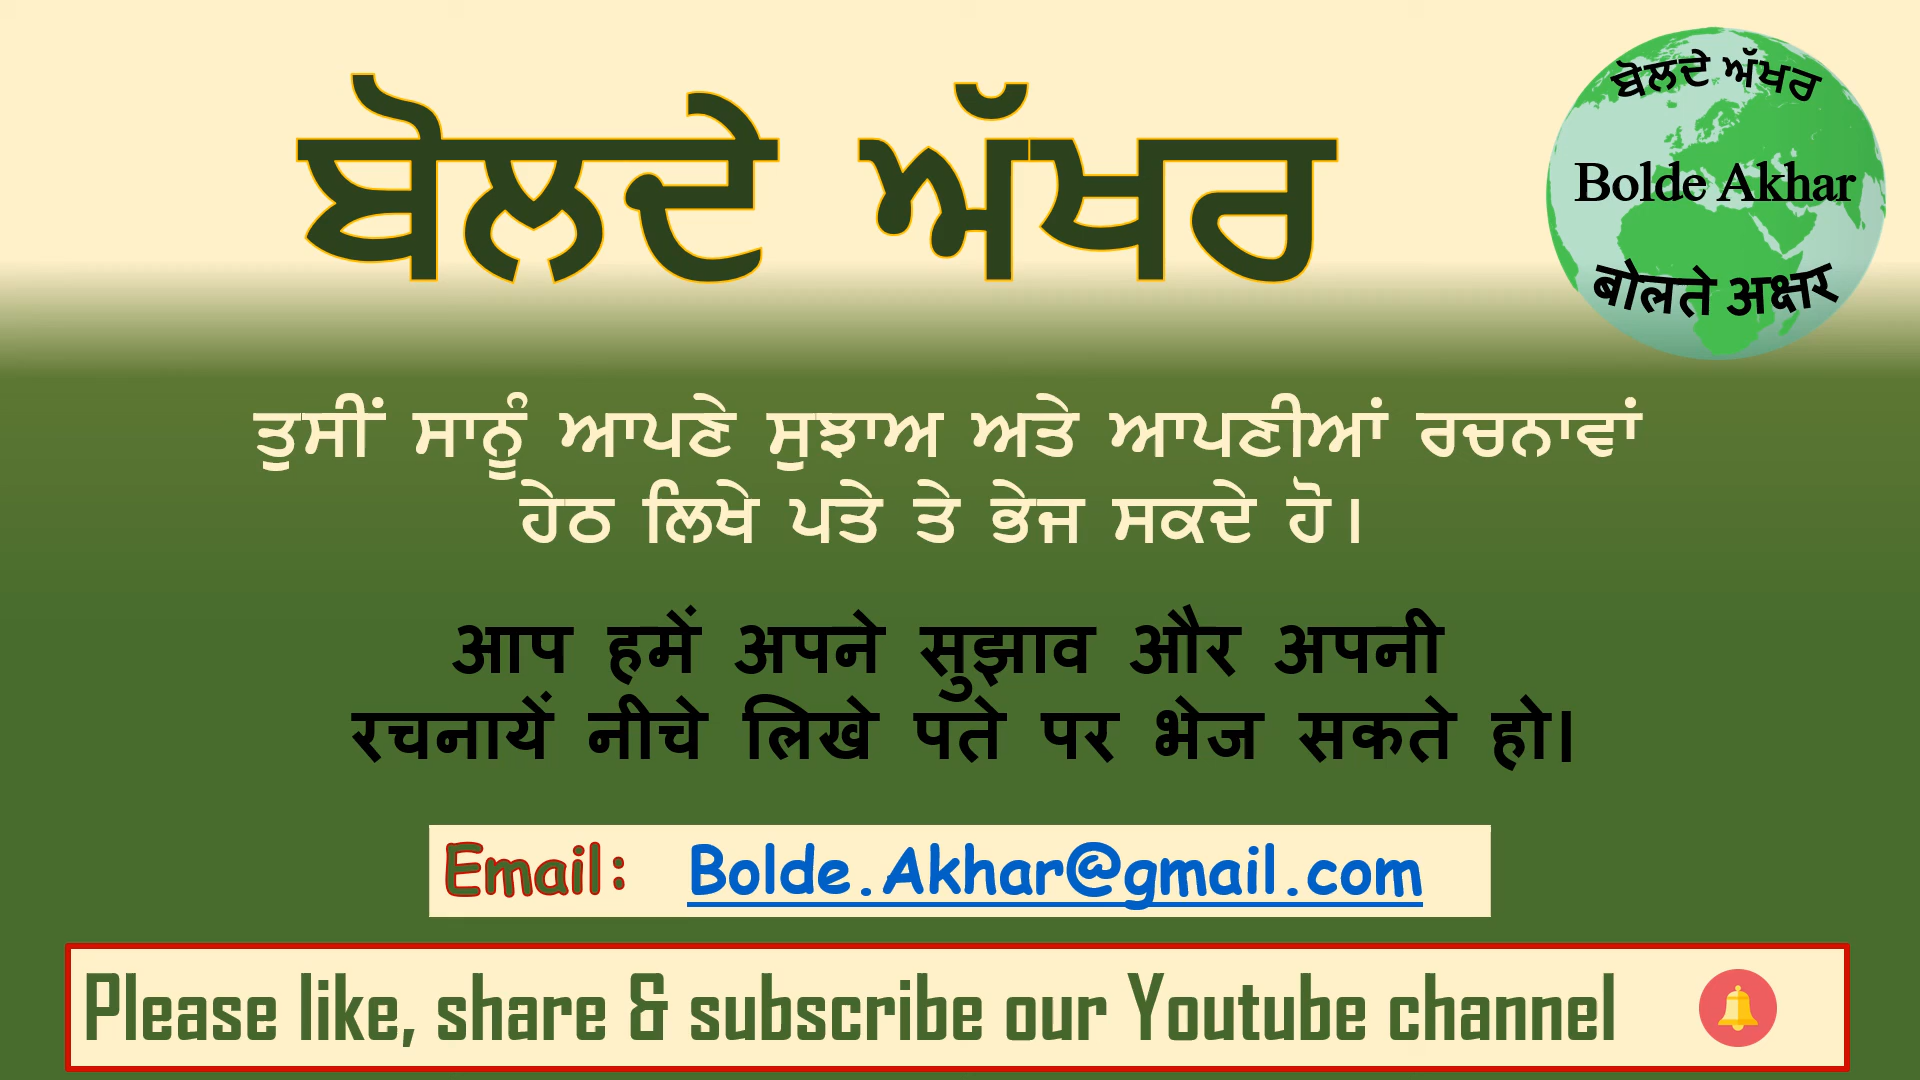 ਬੋਲਦੇ ਅੱਖਰ
ਬੋਲਦੇ ਅੱਖਰ
Bolde Akhar
बोलते अक्षर
ਤੁਸੀਂ ਸਾਨੂੰ ਆਪਣੇ ਸੁਝਾਅ ਅਤੇ ਆਪਣੀਆਂ ਰਚਨਾਵਾਂ
ਹੇਠ ਲਿਖੇ ਪਤੇ ਤੇ ਭੇਜ ਸਕਦੇ ਹੋ।
आप हमें अपने सुझाव और अपनी
रचनायें नीचे लिखे पते पर भेज सकते हो।
Email: Bolde.Akhar@gmail.com
Please like, share & subscribe our Youtube channel